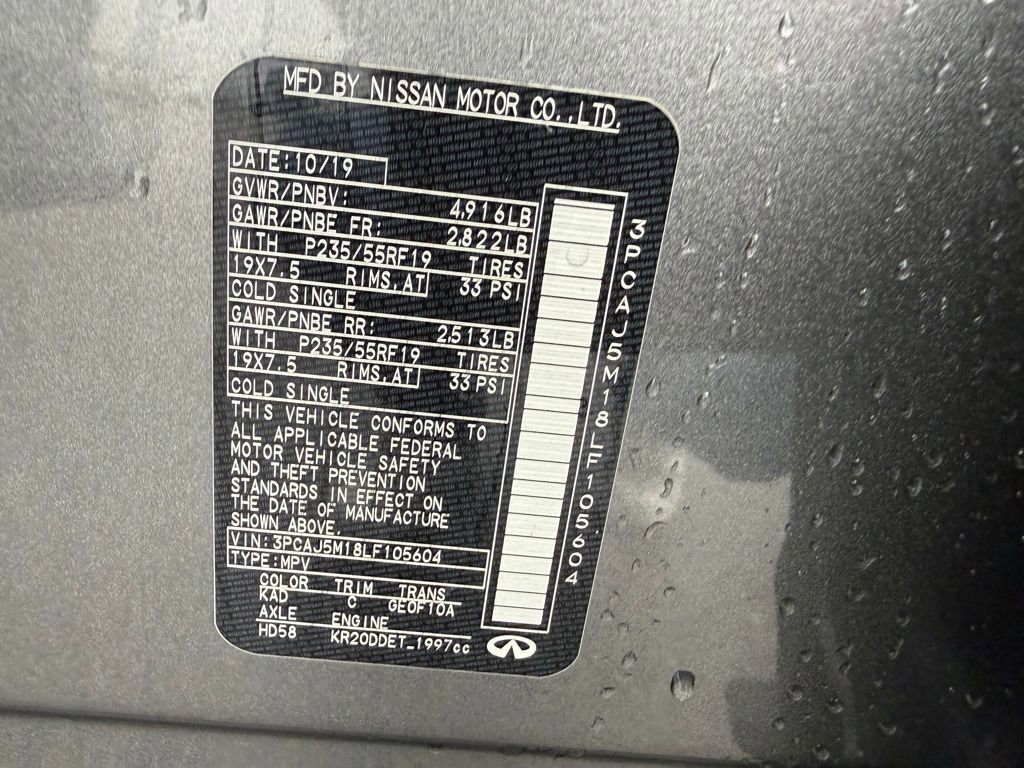 MFD BY NISSAN MOTOR CO.,LTD.
DATE:10/19
GVWR/PNBV: 4,916LB
GAWR/PNBE FR: 2,822LB
WITH P235/55RF19 TIRES
19X7.5 RIMS,AT 33 PSI
COLD SINGLE
GAWR/PNBE RR: 2,513LB
WITH P235/55RF19 TIRES
19X7.5 RIMS,AT 33 PSI
COLD SINGLE
THIS VEHICLE CONFORMS TO
ALL APPLICABLE FEDERAL
MOTOR VEHICLE SAFETY
AND THEFT PREVENTION
STANDARDS IN EFFECT ON
THE DATE OF MANUFACTURE
SHOWN ABOVE.
VIN:3PCAJ5M18LF105604
TYPE:MPV
COLOR TRIM TRANS
KAD C GE0F10A
AXLE ENGINE
HD58 KR20DDET_1997cc
3PCAJ5M18LF105604